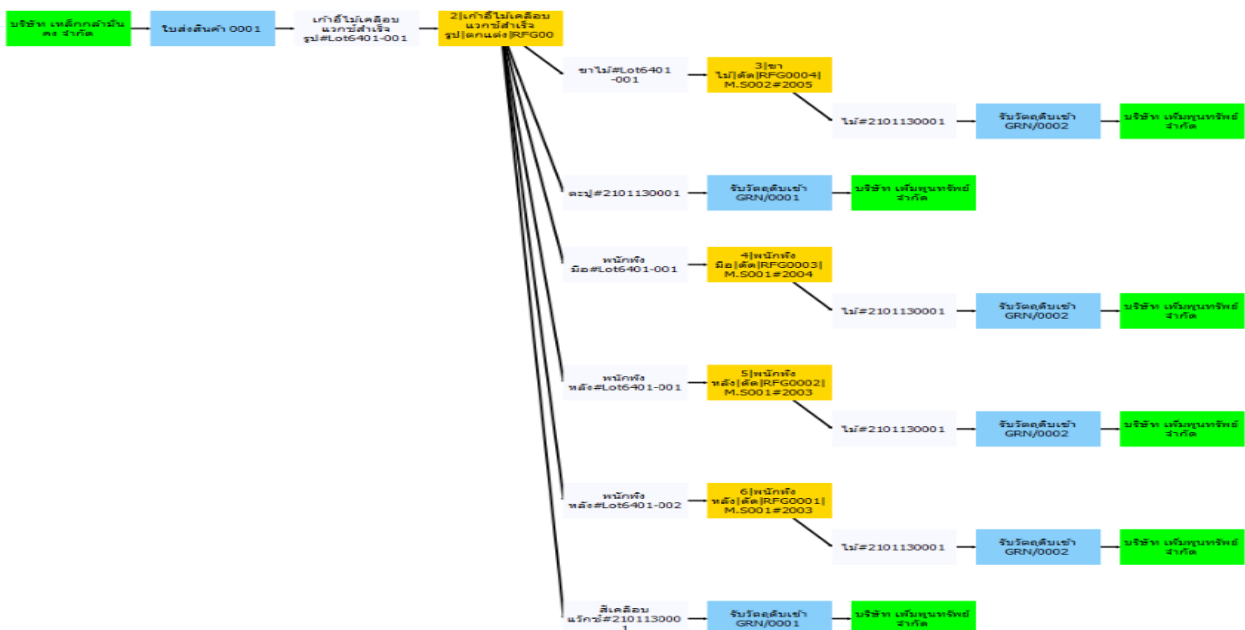 บริษัท เหล็กกล้ามั่น
คง จำกัด
ใบส่งสินค้า 0001
เก้าอี้ไม้เคลือบ
แวกซ์สำเร็จ
รูป#Lot6401-001
2|เก้าอี้ไม้เคลือบ
แวกซ์สำเร็จ
รูป|ตกแต่ง|RFG00
ขาไม้#Lot6401
-001
3|ขา
ไม้|ตัด|RFG0004|
M.S002#2005
ไม้#2101130001
รับวัตถุดิบเข้า
GRN/0002
บริษัท เพิ่มพูนทรัพย์
จำกัด
ตะปู#2101130001
รับวัตถุดิบเข้า
GRN/0001
บริษัท เพิ่มพูนทรัพย์
จำกัด
พนักพิง
มือ#Lot6401-001
4|พนักพิง
มือ|ตัด|RFG0003|
M.S001#2004
ไม้#2101130001
รับวัตถุดิบเข้า
GRN/0002
บริษัท เพิ่มพูนทรัพย์
จำกัด
พนักพิง
หลัง#Lot6401-001
5|พนักพิง
หลัง|ตัด|RFG0002|
M.S001#2003
ไม้#2101130001
รับวัตถุดิบเข้า
GRN/0002
บริษัท เพิ่มพูนทรัพย์
จำกัด
พนักพิง
หลัง#Lot6401-002
6|พนักพิง
หลัง|ตัด|RFG0001|
M.S001#2003
ไม้#2101130001
รับวัตถุดิบเข้า
GRN/0002
บริษัท เพิ่มพูนทรัพย์
จำกัด
สีเคลือบ
แว๊กซ์#210113000
1
รับวัตถุดิบเข้า
GRN/0001
บริษัท เพิ่มพูนทรัพย์
จำกัด